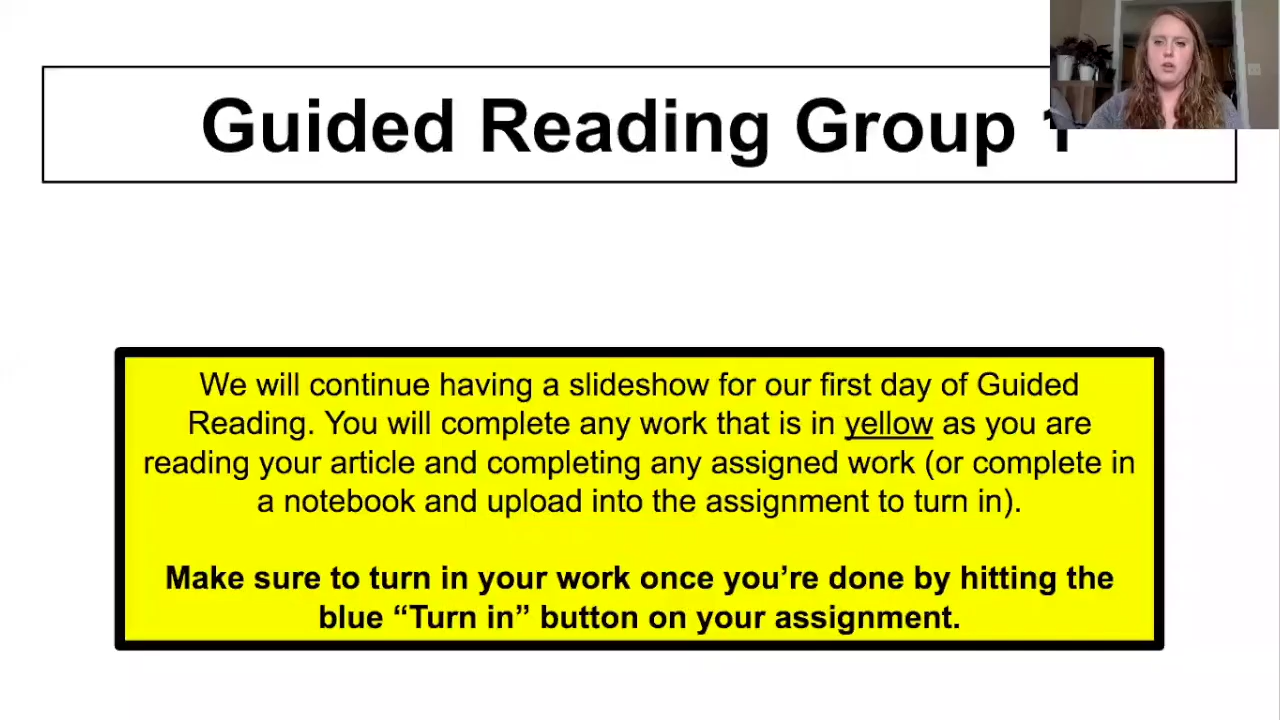 Guided Reading Group 1
We will continue having a slideshow for our first day of Guided
Reading. You will complete any work that is in yellow as you are
reading your article and completing any assigned work (or complete in
a notebook and upload into the assignment to turn in).
Make sure to turn in your work once you’re done by hitting the
blue “Turn in” button on your assignment.